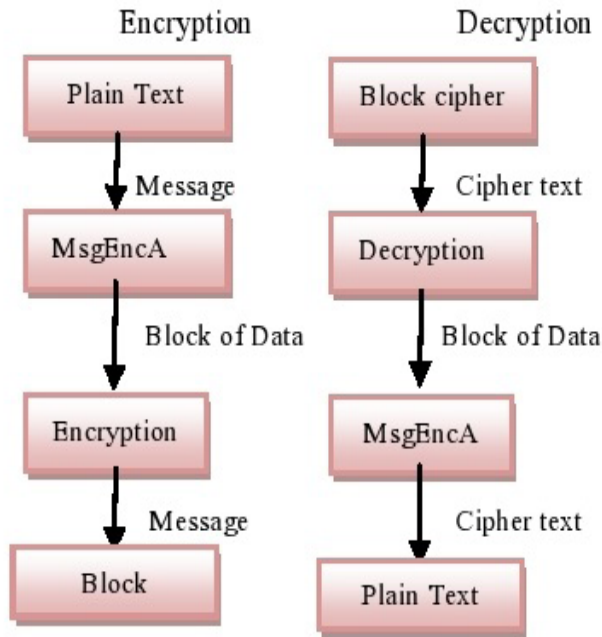 Encryption
Plain Text
Message
MsgEncA
Block of Data
Encryption
Message
Block
Decryption
Block cipher
Cipher text
Decryption
Block of Data
MsgEncA
Cipher text
Plain Text